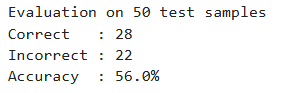 Evaluation on 50 test samples
Correct   : 28
Incorrect : 22
Accuracy  : 56.0%